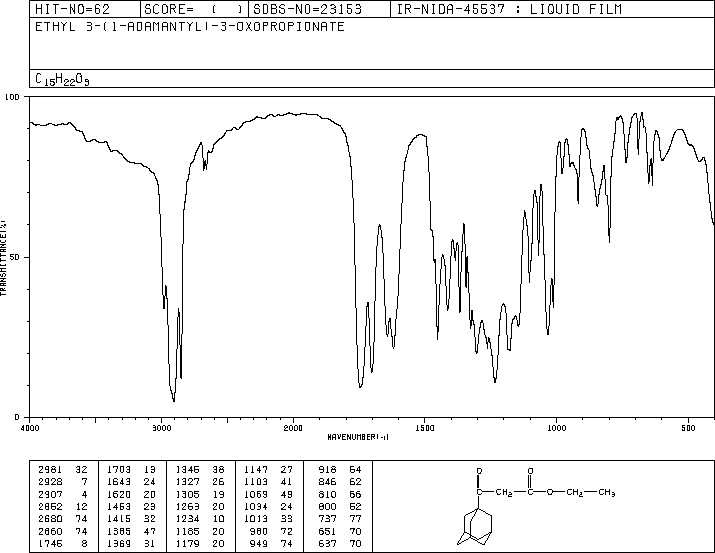 HIT-NO=62 SCORE= ( ) SDBS-NO=23153 IR-NIDA-45537 : LIQUID FILM
ETHYL 3-(1-ADAMANTYL)-3-OXOPROPIONATE
C15H22O3
100
50
0
TRANSMITTANCE(%)
4000 3000 2000 1500 1000 500
WAVENUMBER(-1)
2981 32 1703 13 1346 38 1147 27 918 64
2928 7 1643 24 1327 26 1103 41 846 62
2907 4 1620 20 1305 19 1069 49 810 66
2852 12 1453 23 1263 20 1034 24 800 52
2680 74 1415 32 1234 10 1013 33 737 77
2660 74 1385 47 1185 20 980 72 651 70
1746 8 1369 31 1179 20 949 74 637 70
O O
C CH2 C O CH2 CH3